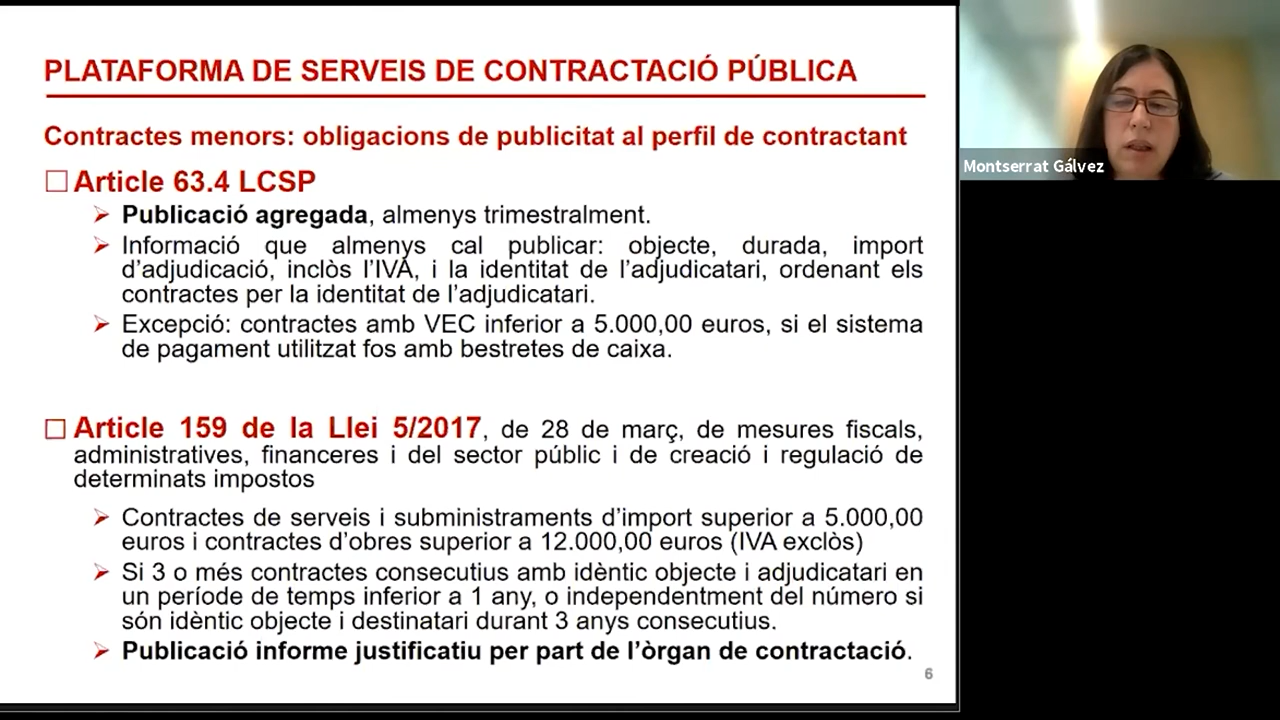 PLATAFORMA DE SERVEIS DE CONTRACTACIÓ PÚBLICA
Contractes menors: obligacions de publicitat al perfil de contractant
Article 63.4 LCSP
Publicació agregada, almenys trimestralment.
Informació que almenys cal publicar: objecte, durada, import
d’adjudicació, inclòs l’IVA, i la identitat de l’adjudicatari, ordenant els
contractes per la identitat de l’adjudicatari.
Excepció: contractes amb VEC inferior a 5.000,00 euros, si el sistema
de pagament utilitzat fos amb bestretes de caixa.
Article 159 de la Llei 5/2017, de 28 de març, de mesures fiscals,
administratives, financeres i del sector públic i de creació i regulació de
determinats impostos
Contractes de serveis i subministraments d’import superior a 5.000,00
euros i contractes d’obres superior a 12.000,00 euros (IVA exclòs)
Si 3 o més contractes consecutius amb idèntic objecte i adjudicatari en
un període de temps inferior a 1 any, o independentment del número si
són idèntic objecte i destinatari durant 3 anys consecutius.
Publicació informe justificatiu per part de l’òrgan de contractació.
6
Montserrat Gálvez